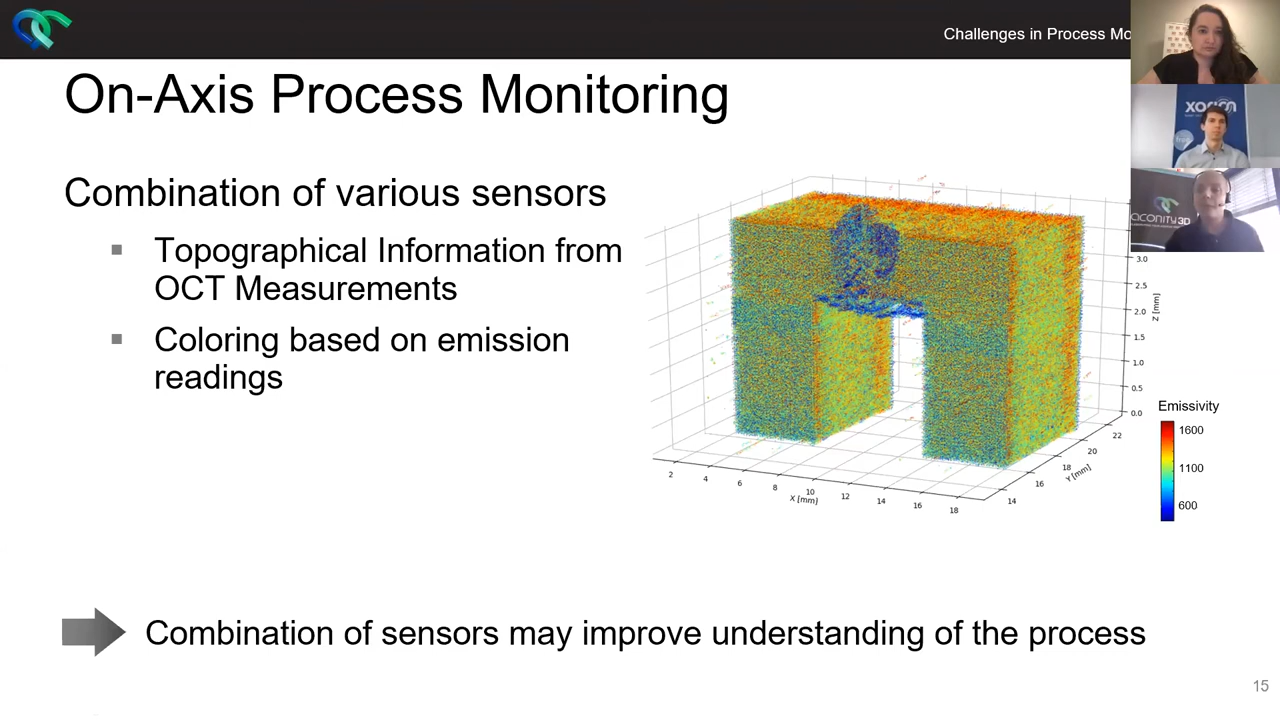 Challenges in Process Mo
On-Axis Process Monitoring
Combination of various sensors
Topographical Information from
OCT Measurements
Coloring based on emission
readings
3.0
2.5
2.0
1.5
1.0
0.5
0.0
Z [mm]
2
4
6
8
10
12
14
16
18
X [mm]
14
16
18
20
22
Y [mm]
Emissivity
1600
1100
600
Combination of sensors may improve understanding of the process
15
aconity3D